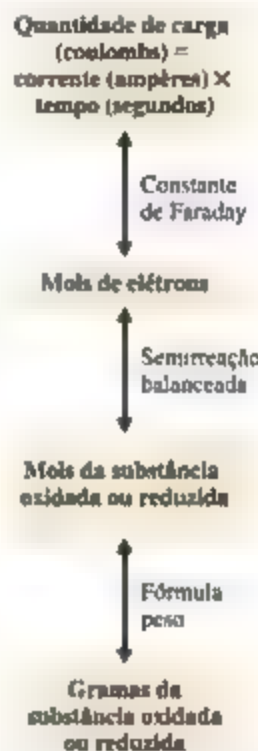 Quantidade de carga
(coulombs) =
corrente (ampères) ×
tempo (segundos)
Constante
de Faraday
Mols de elétrons
Semirreação
balanceada
Mols da substância
oxidada ou reduzida
Fórmula
peso
Gramas da
substância oxidada
ou reduzida